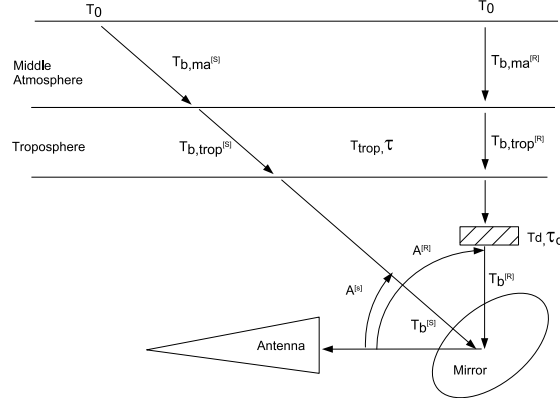 T0 T0
Middle Atmosphere
Tb,ma[S] Tb,ma[R]
Troposphere
Tb,trop[S] Ttrop,τ Tb,trop[R]
Td,τd
A[R]
A[s]
Tb[R]
Tb[S]
Antenna
Mirror